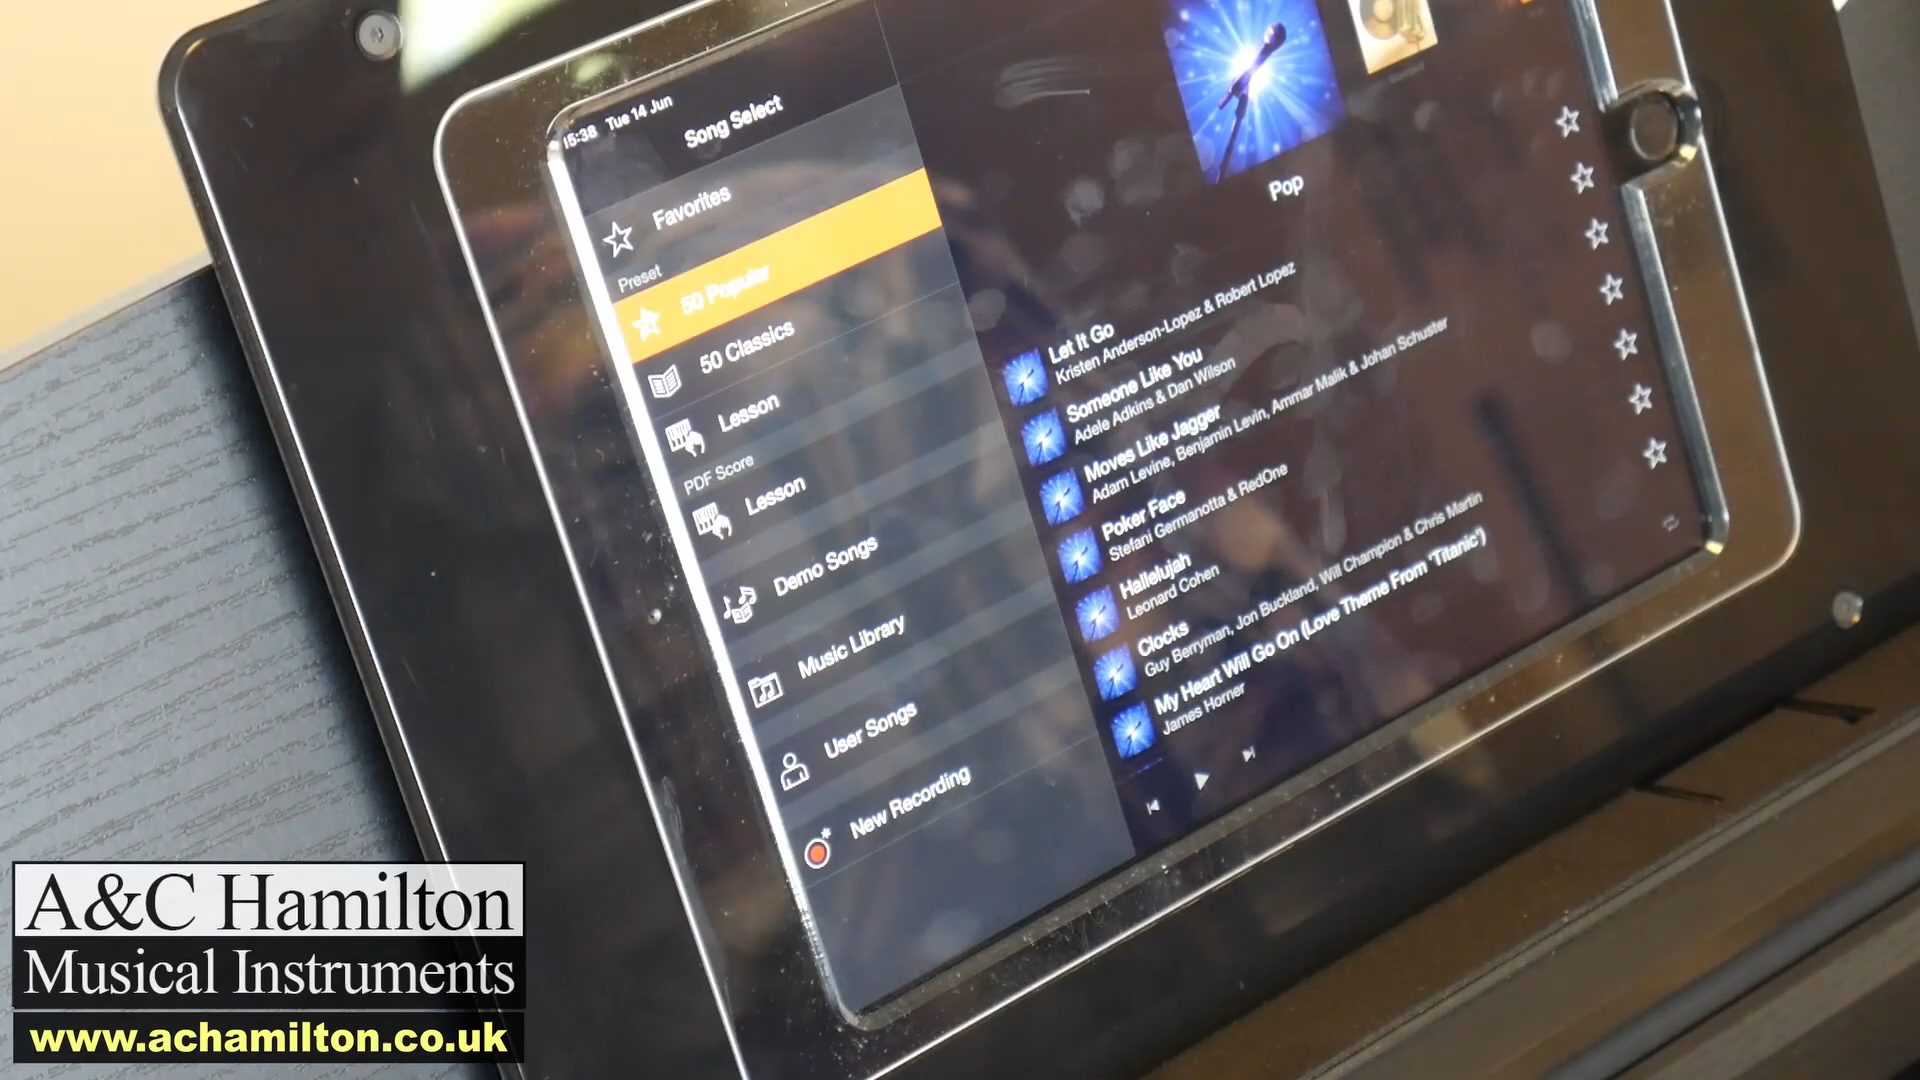 15:38 Tue 14 Jun
Song Select
Favorites
Preset
50 Popular
50 Classics
Lesson
PDF Score
Lesson
Demo Songs
Music Library
User Songs
New Recording
Pop
Let It Go
Kristen Anderson-Lopez & Robert Lopez
Someone Like You
Adele Adkins & Dan Wilson
Moves Like Jagger
Adam Levine, Benjamin Levin, Ammar Malik & Johan Schuster
Poker Face
Stefani Germanotta & RedOne
Hallelujah
Leonard Cohen
Clocks
Guy Berryman, Jon Buckland, Will Champion & Chris Martin
My Heart Will Go On (Love Theme From 'Titanic')
James Horner
A&C Hamilton
Musical Instruments
www.achamilton.co.uk